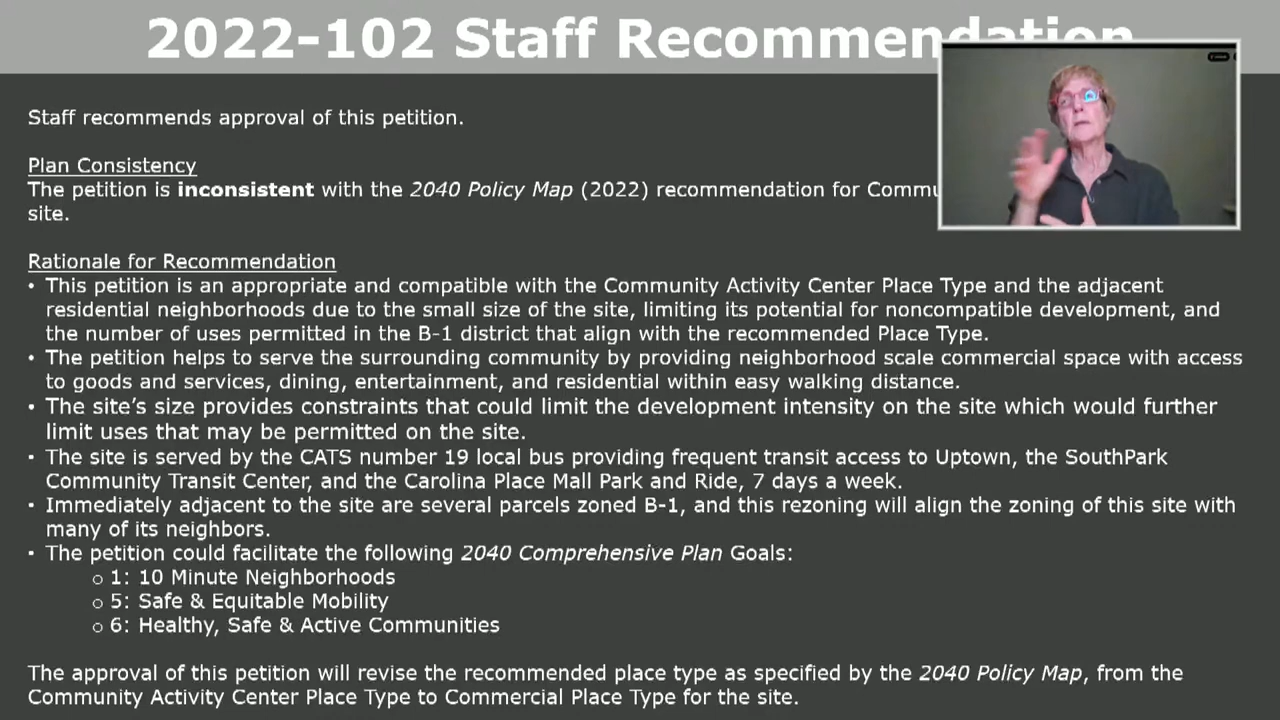 2022-102 Staff Recommendation
Staff recommends approval of this petition.
Plan Consistency
The petition is inconsistent with the 2040 Policy Map (2022) recommendation for
site.
Rationale for Recommendation
• This petition is an appropriate and compatible with the Community Activity Center Place Type and the adjacent
residential neighborhoods due to the small size of the site, limiting its potential for noncompatible development, and
the number of uses permitted in the B-1 district that align with the recommended Place Type.
• The petition helps to serve the surrounding community by providing neighborhood scale commercial space with access
to goods and services, dining, entertainment, and residential within easy walking distance.
• The site’s size provides constraints that could limit the development intensity on the site which would further
limit uses that may be permitted on the site.
• The site is served by the CATS number 19 local bus providing frequent transit access to Uptown, the SouthPark
Community Transit Center, and the Carolina Place Mall Park and Ride, 7 days a week.
• Immediately adjacent to the site are several parcels zoned B-1, and this rezoning will align the zoning of this site with
many of its neighbors.
• The petition could facilitate the following 2040 Comprehensive Plan Goals:
o 1: 10 Minute Neighborhoods
o 5: Safe & Equitable Mobility
o 6: Healthy, Safe & Active Communities
The approval of this petition will revise the recommended place type as specified by the 2040 Policy Map, from the
Community Activity Center Place Type to Commercial Place Type for the site.